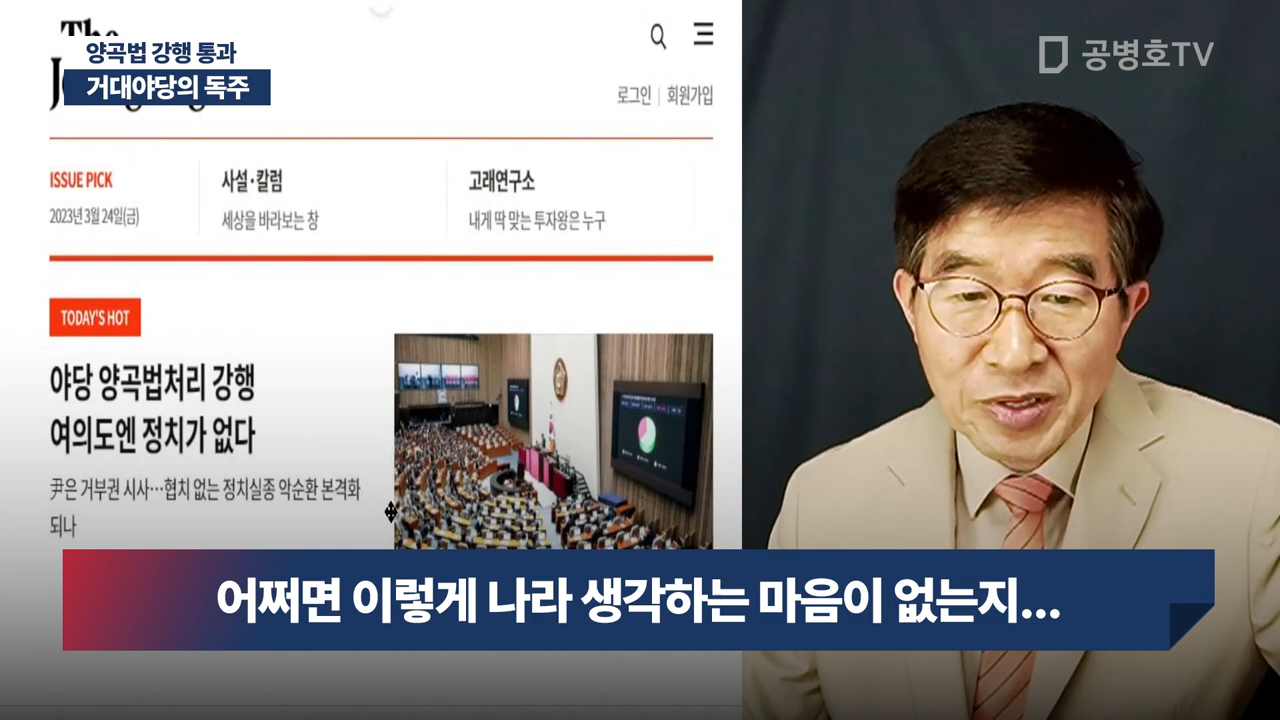 The
양곡법 강행 통과
거대야당의 독주
공병호TV
로그인 | 회원가입
ISSUE PICK
2023년 3월 24일(금)
사설·칼럼
세상을 바라보는 창
고래연구소
내게 딱 맞는 투자왕은 누구
TODAY'S HOT
야당 양곡법처리 강행
여의도엔 정치가 없다
尹은 거부권 시사…협치 없는 정치실종 악순환 본격화
되나
어쩌면 이렇게 나라 생각하는 마음이 없는지...